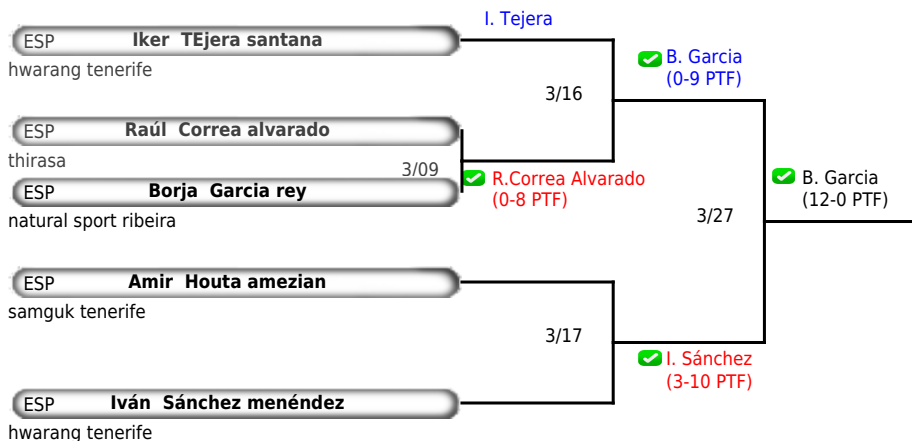 I. Tejera
ESP Iker TEjera santana
hwarang tenerife
B. Garcia
(0-9 PTF)
3/16
ESP Raúl Correa alvarado
thirasa
3/09
R.Correa Alvarado
(0-8 PTF)
ESP Borja Garcia rey
natural sport ribeira
B. Garcia
(12-0 PTF)
3/27
ESP Amir Houta amezian
samguk tenerife
3/17
I. Sánchez
(3-10 PTF)
ESP Iván Sánchez menéndez
hwarang tenerife